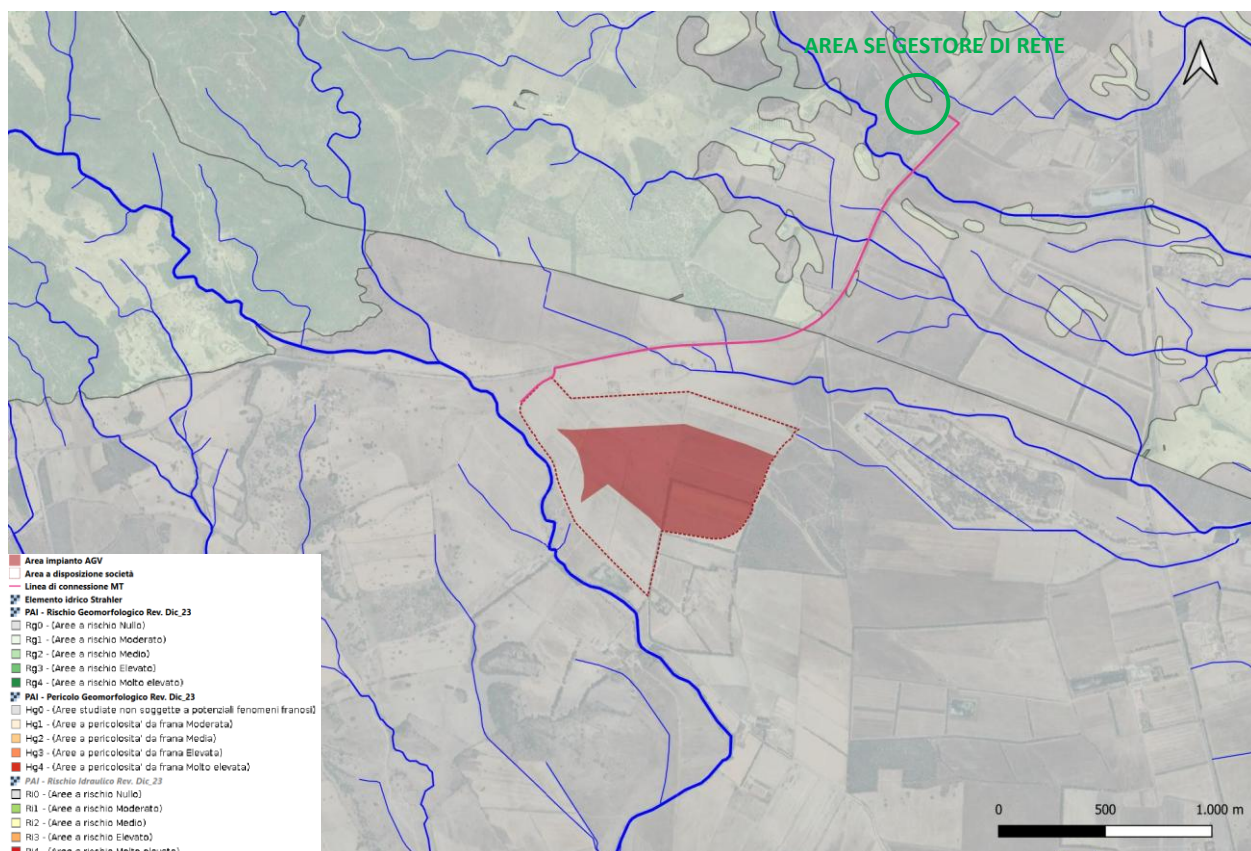 AREA SE GESTORE DI RETE
Area impianto AGV
Area a disposizione società
Linea di connessione MT
Elemento idrico Strahler
PAI - Rischio Geomorfologico Rev. Dic_23
Rg0 - (Aree a rischio Nullo)
Rg1 - (Aree a rischio Moderato)
Rg2 - (Aree a rischio Medio)
Rg3 - (Aree a rischio Elevato)
Rg4 - (Aree a rischio Molto elevato)
PAI - Pericolo Geomorfologico Rev. Dic_23
Hg0 - (Aree studiate non soggette a potenziali fenomeni franosi)
Hg1 - (Aree a pericolosita' da frana Moderata)
Hg2 - (Aree a pericolosita' da frana Media)
Hg3 - (Aree a pericolosita' da frana Elevata)
Hg4 - (Aree a pericolosita' da frana Molto elevata)
PAI - Rischio Idraulico Rev. Dic_23
Ri0 - (Aree a rischio Nullo)
Ri1 - (Aree a rischio Moderato)
Ri2 - (Aree a rischio Medio)
Ri3 - (Aree a rischio Elevato)
Ri4 - (Aree a rischio Molto elevato)
0 500 1.000 m